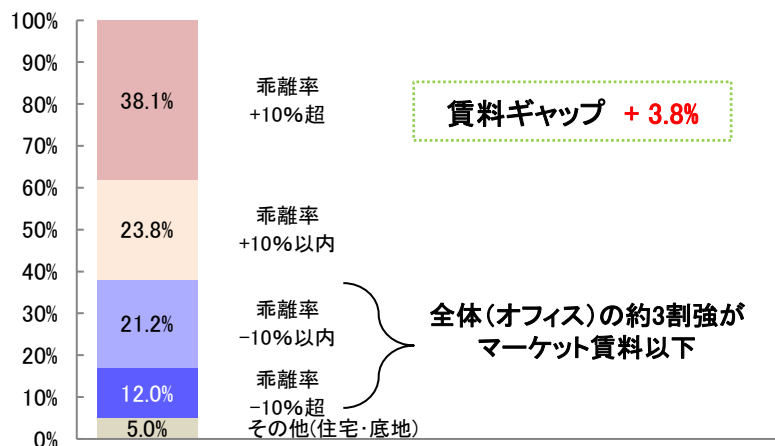 100%
90%
80%
70%
60%
50%
40%
30%
20%
10%
0%
38.1%
23.8%
21.2%
12.0%
5.0%
乖離率
+10%超
乖離率
+10%以内
乖離率
-10%以内
乖離率
-10%超
その他(住宅･底地)
賃料ギャップ + 3.8%
全体(オフィス)の約3割強が
マーケット賃料以下